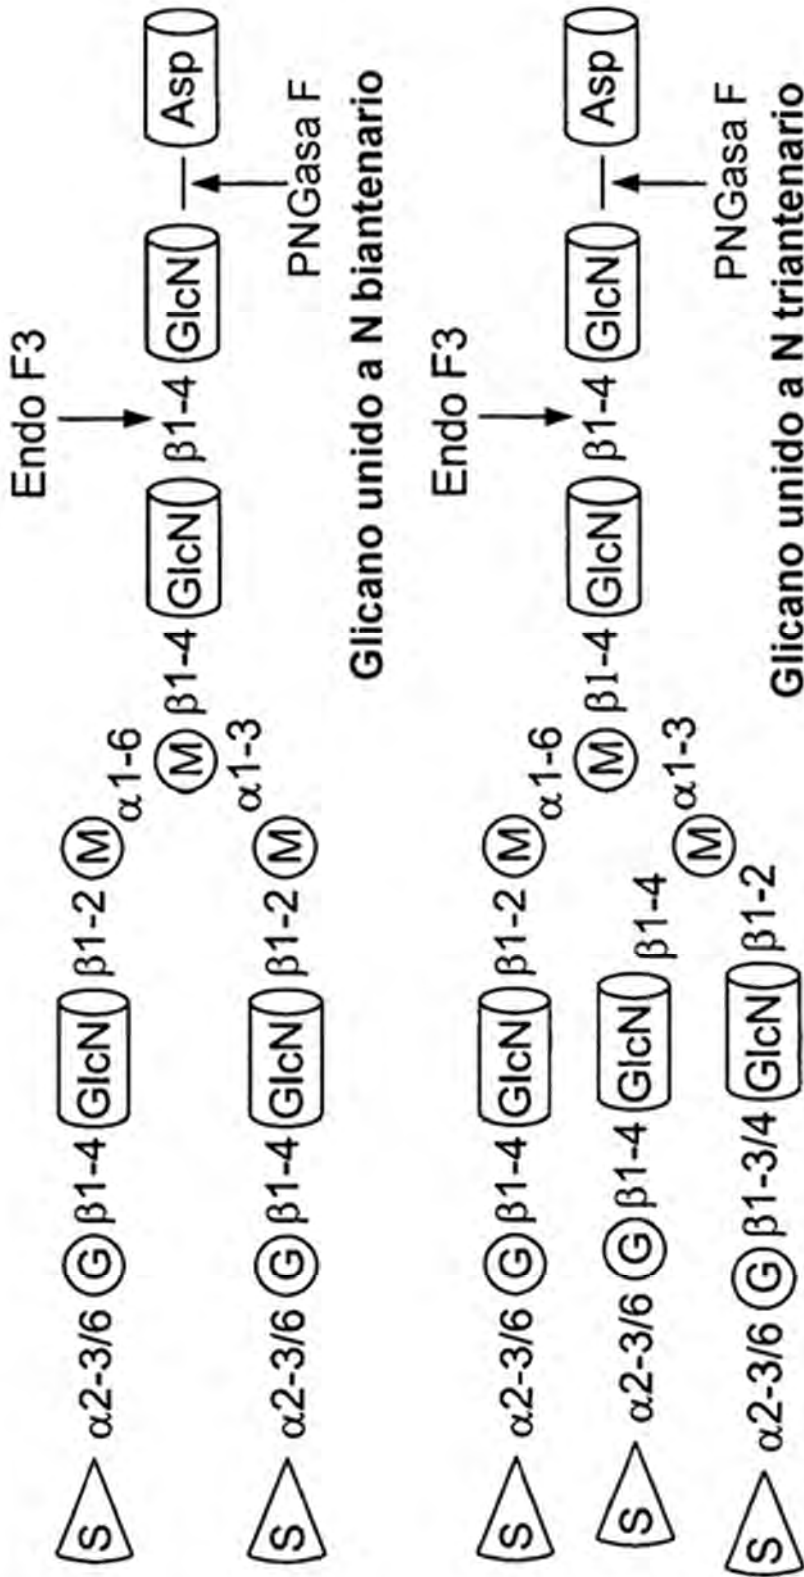 Endo F3
S α2-3/6 G β1-4 GlcN β1-2 M
α1-6
M β1-4 GlcN β1-4 GlcN Asp
α1-3
S α2-3/6 G β1-4 GlcN β1-2 M
PNGasa F
Glicano unido a N biantenario
Endo F3
S α2-3/6 G β1-4 GlcN β1-2 M
α1-6
M β1-4 GlcN β1-4 GlcN Asp
S α2-3/6 G β1-4 GlcN β1-4
α1-3
M
PNGasa F
S α2-3/6 G β1-3/4 GlcN β1-2
Glicano unido a N triantenario